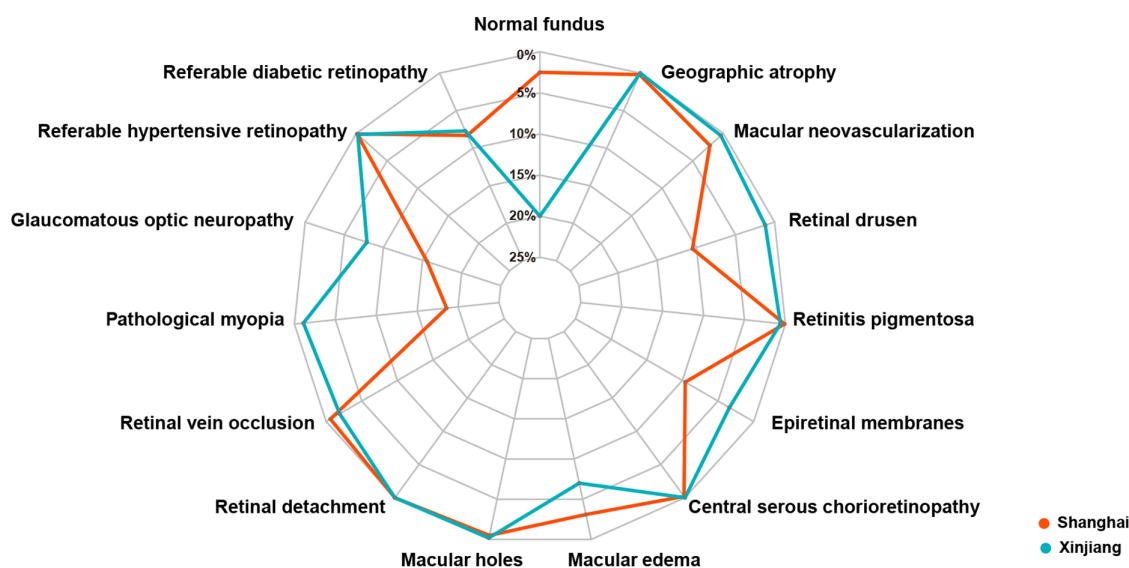 Normal fundus
0%
Referable diabetic retinopathy
Geographic atrophy
5%
Referable hypertensive retinopathy
Macular neovascularization
10%
15%
Glaucomatous optic neuropathy
20%
Retinal drusen
25%
Pathological myopia
Retinitis pigmentosa
Retinal vein occlusion
Epiretinal membranes
Retinal detachment
Central serous chorioretinopathy
Macular holes
Macular edema
Shanghai
Xinjiang